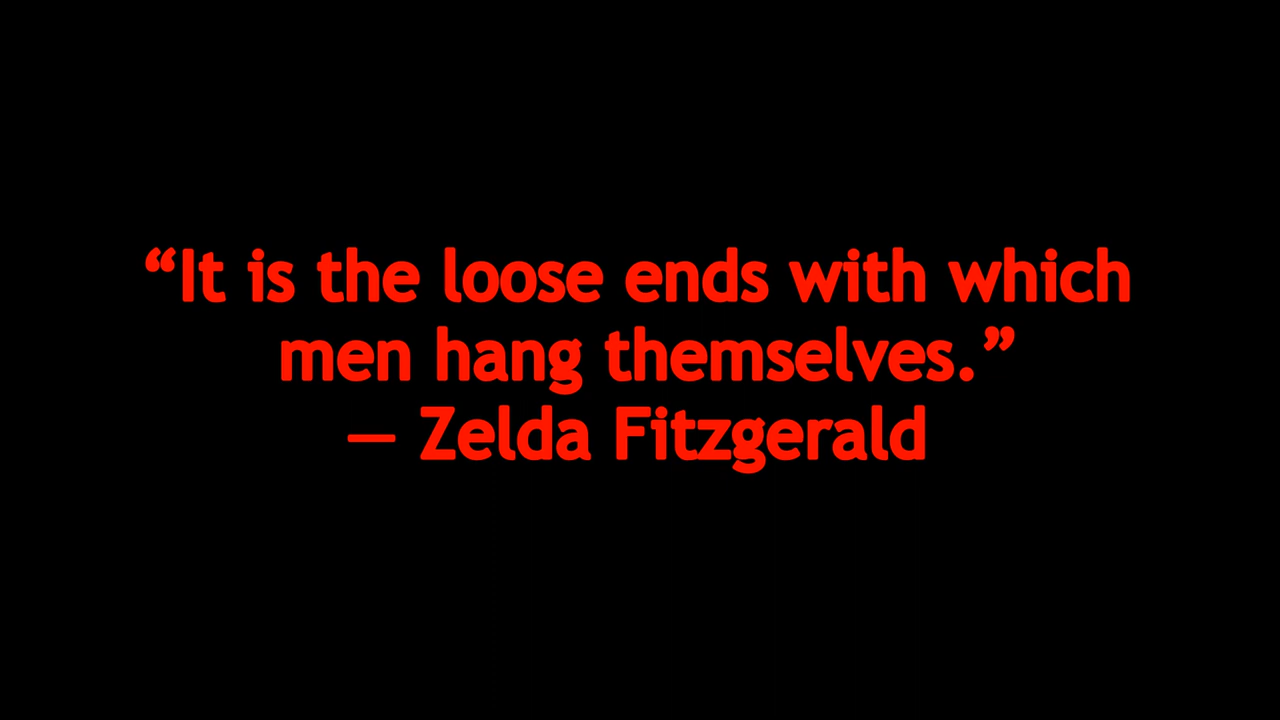 “It is the loose ends with which
men hang themselves.”
— Zelda Fitzgerald